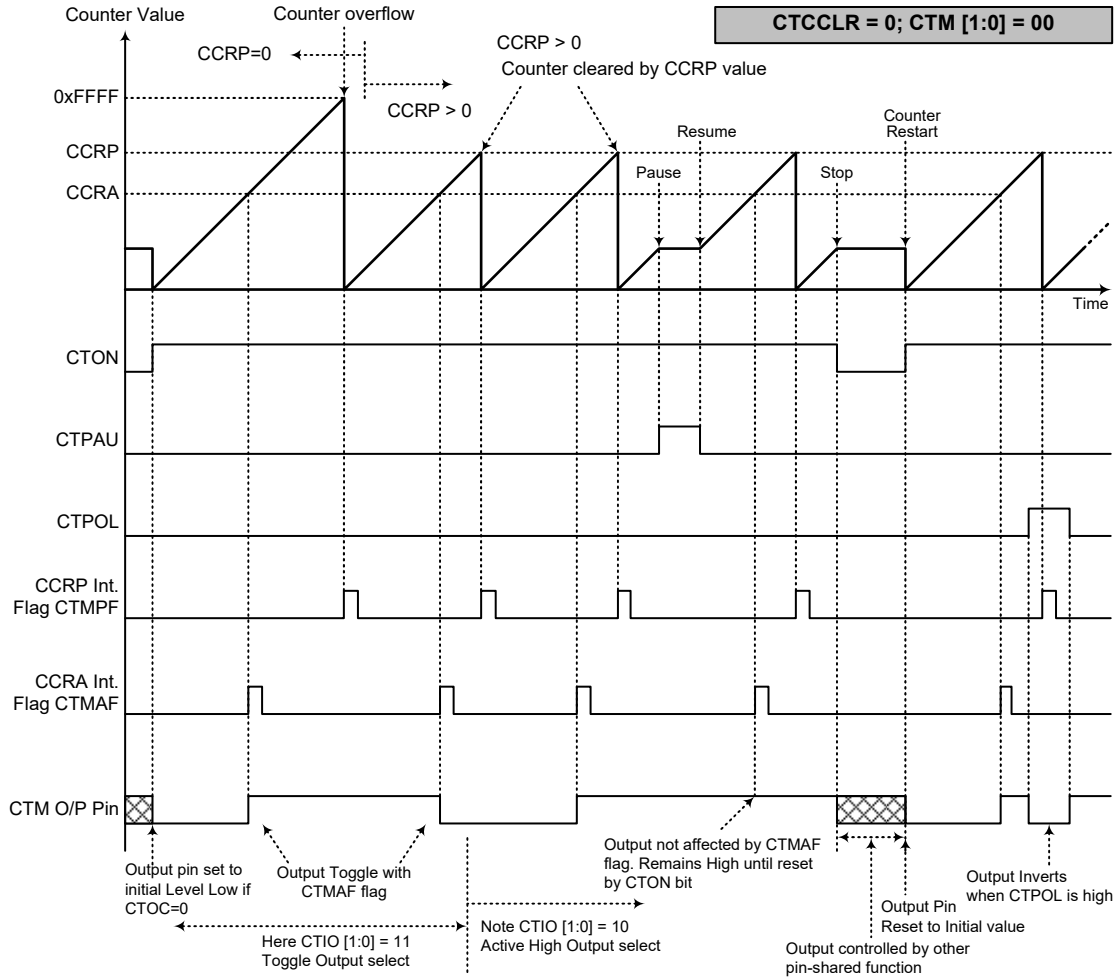 Counter Value
Counter overflow
CTCCLR = 0; CTM [1:0] = 00
CCRP=0
CCRP > 0
CCRP > 0
Counter cleared by CCRP value
0xFFFF
CCRP
CCRA
Pause
Resume
Stop
Counter
Restart
Time
CTON
CTPAU
CTPOL
CCRP Int.
Flag CTMPF
CCRA Int.
Flag CTMAF
CTM O/P Pin
Output pin set to
initial Level Low if
CTOC=0
Output Toggle with
CTMAF flag
Here CTIO [1:0] = 11
Toggle Output select
Note CTIO [1:0] = 10
Active High Output select
Output not affected by CTMAF
flag. Remains High until reset
by CTON bit
Output controlled by other
pin-shared function
Output Pin
Reset to Initial value
Output Inverts
when CTPOL is high